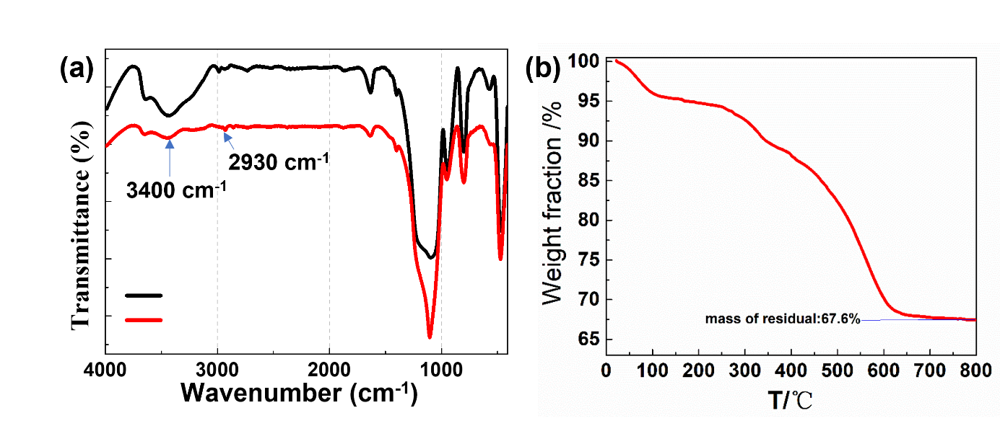 (a)
Transmittance (%)
3400 cm-1
2930 cm-1
4000
3000
2000
1000
Wavenumber (cm-1)
(b)
Weight fraction /%
100
95
90
85
80
75
70
65
mass of residual:67.6%
0
100
200
300
400
500
600
700
800
T/℃